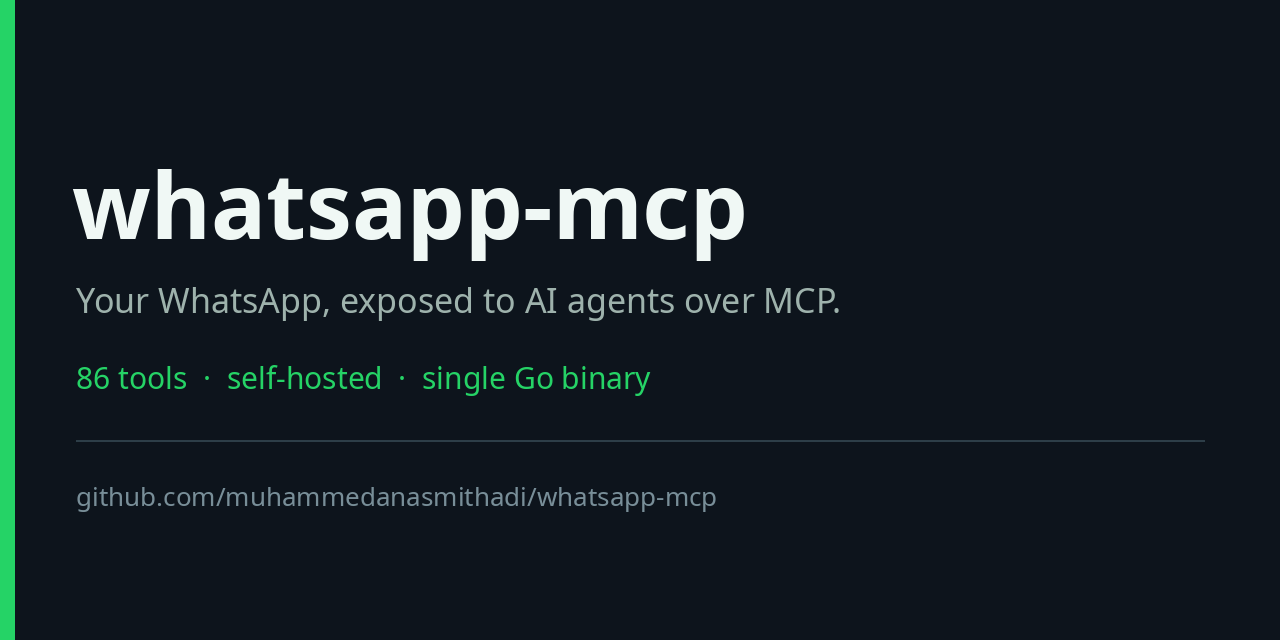 whatsapp-mcp
Your WhatsApp, exposed to AI agents over MCP.
86 tools · self-hosted · single Go binary
github.com/muhammedanasmithadi/whatsapp-mcp